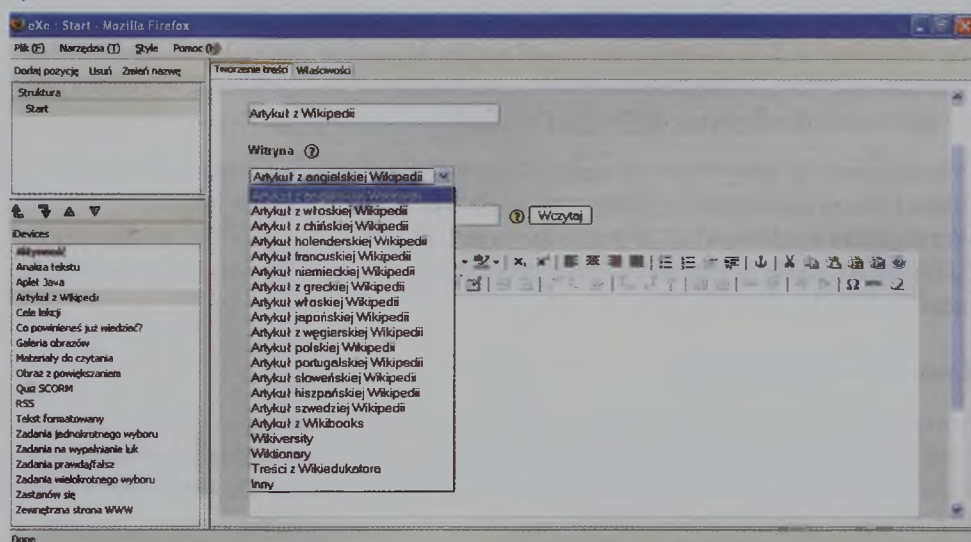 eXe : Start - Mozilla Firefox
Plik (F) Narzędzia (T) Style Pomoc (H)
Dodaj pozycję Usuń Zmień nazwę
Struktura
Start
iDevices
Aktywność
Analiza tekstu
Aplet Java
Artykuł z Wikipedii
Cele lekcji
Co powinieneś już wiedzieć?
Galeria obrazów
Materiały do czytania
Obraz z powiększaniem
Quiz SCORM
RSS
Tekst formatowany
Zadania jednokrotnego wyboru
Zadania na wypełnianie luk
Zadania prawda/fałsz
Zadania wielokrotnego wyboru
Zastanów się
Zewnętrzna strona WWW
Tworzenie treści Właściwości
Artykuł z Wikipedii
Witryna
Artykuł z angielskiej Wikipedii
Artykuł z angielskiej Wikipedii
Artykuł z włoskiej Wikipedii
Artykuł z chińskiej Wikipedii
Artykuł holenderskiej Wikipedii
Artykuł francuskiej Wikipedii
Artykuł niemieckiej Wikipedii
Artykuł z greckiej Wikipedii
Artykuł włoskiej Wikipedii
Artykuł japońskiej Wikipedii
Artykuł z węgierskiej Wikipedii
Artykuł polskiej Wikipedii
Artykuł portugalskiej Wikipedii
Artykuł słoweńskiej Wikipedii
Artykuł hiszpańskiej Wikipedii
Artykuł szwedziej Wikipedii
Artykuł z Wikibooks
Wikiversity
Wiktionary
Treści z Wikiedukatora
Inny
Wczytaj
Done